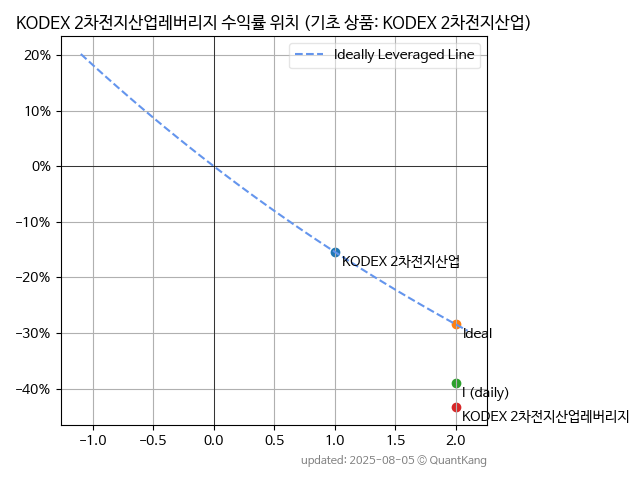 KODEX 2차전지산업레버리지 수익률 위치 (기초 상품: KODEX 2차전지산업)
Ideally Leveraged Line
20%
10%
0%
−10%
−20%
−30%
−40%
KODEX 2차전지산업
Ideal
I (daily)
KODEX 2차전지산업레버리지
−1.0
−0.5
0.0
0.5
1.0
1.5
2.0
updated: 2025-08-05 © QuantKang